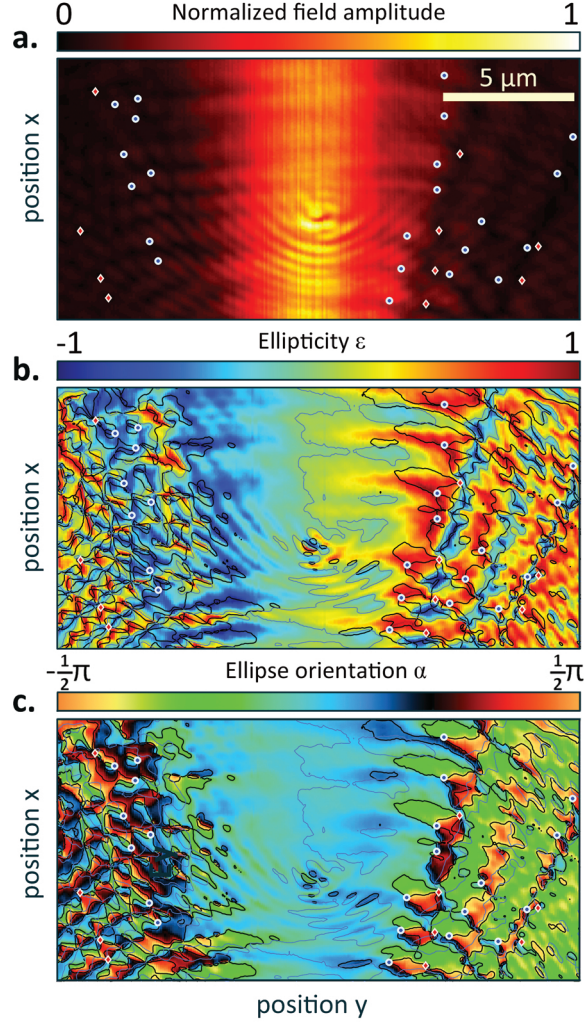 0 Normalized field amplitude 1
a.
5 μm
position x
-1 Ellipticity ε 1
b.
position x
-1/2π Ellipse orientation α 1/2π
c.
position x
position y